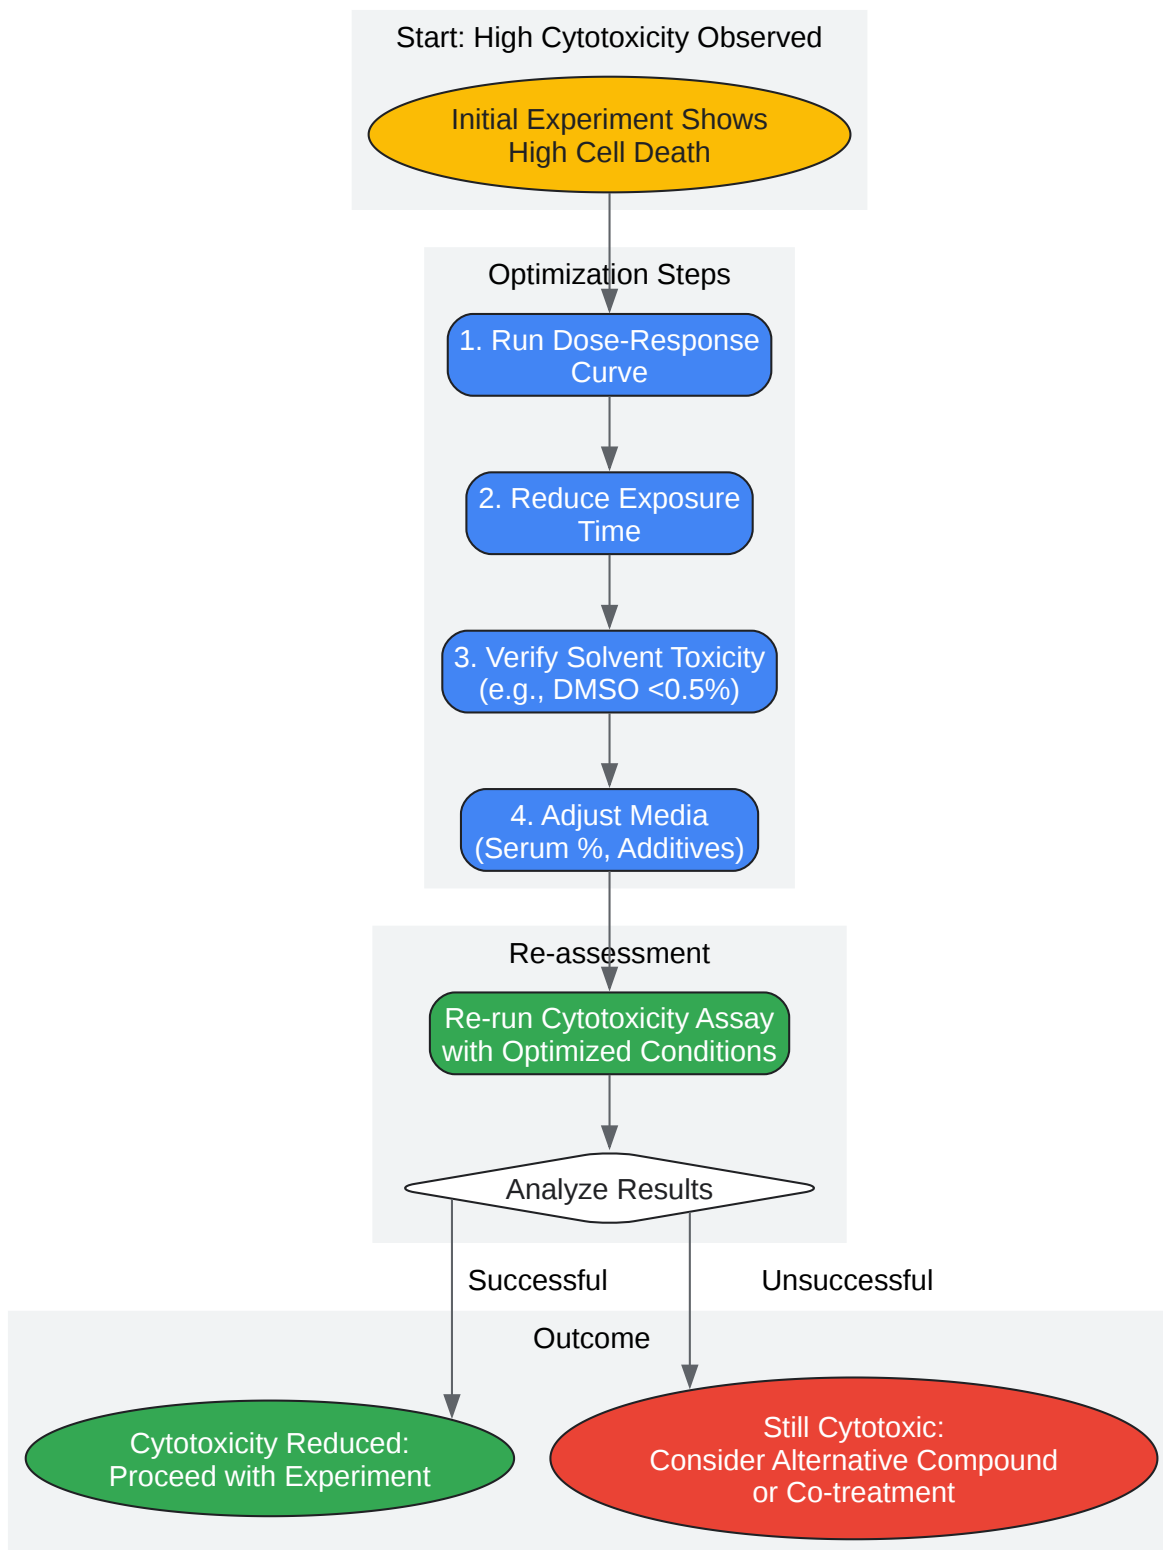 Start: High Cytotoxicity Observed
Initial Experiment Shows
High Cell Death
Optimization Steps
1. Run Dose-Response
Curve
2. Reduce Exposure
Time
3. Verify Solvent Toxicity
(e.g., DMSO <0.5%)
4. Adjust Media
(Serum %, Additives)
Re-assessment
Re-run Cytotoxicity Assay
with Optimized Conditions
Analyze Results
Successful
Unsuccessful
Outcome
Cytotoxicity Reduced:
Proceed with Experiment
Still Cytotoxic:
Consider Alternative Compound
or Co-treatment